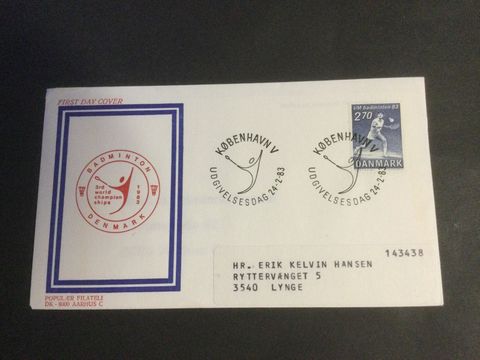 FIRST DAY COVER
BADMINTON
3rd
world
champion
ships
1983
DENMARK
POPULÆR FILATELI
DK - 8000 AARHUS C
KØBENHAVN V
UDGIVELSESDAG 24-2-83
KØBENHAVN V
UDGIVELSESDAG 24-2-83
VM badminton 83
270
DANMARK
143438
HR. ERIK KELVIN HANSEN
RYTTERVÆNGET 5
3540 LYNGE